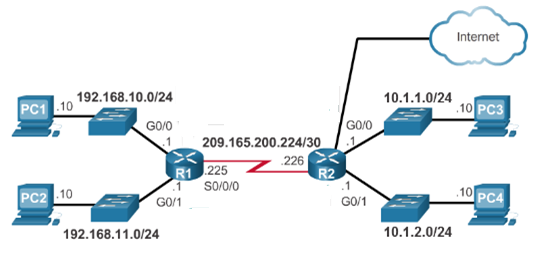 Internet
192.168.10.0/24
10.1.1.0/24
PC1
.10
.10
PC3
G0/0
G0/0
.1
209.165.200.224/30
.1
R1
.225
.226
R2
S0/0/0
.1
.1
PC2
.10
G0/1
G0/1
.10
PC4
192.168.11.0/24
10.1.2.0/24